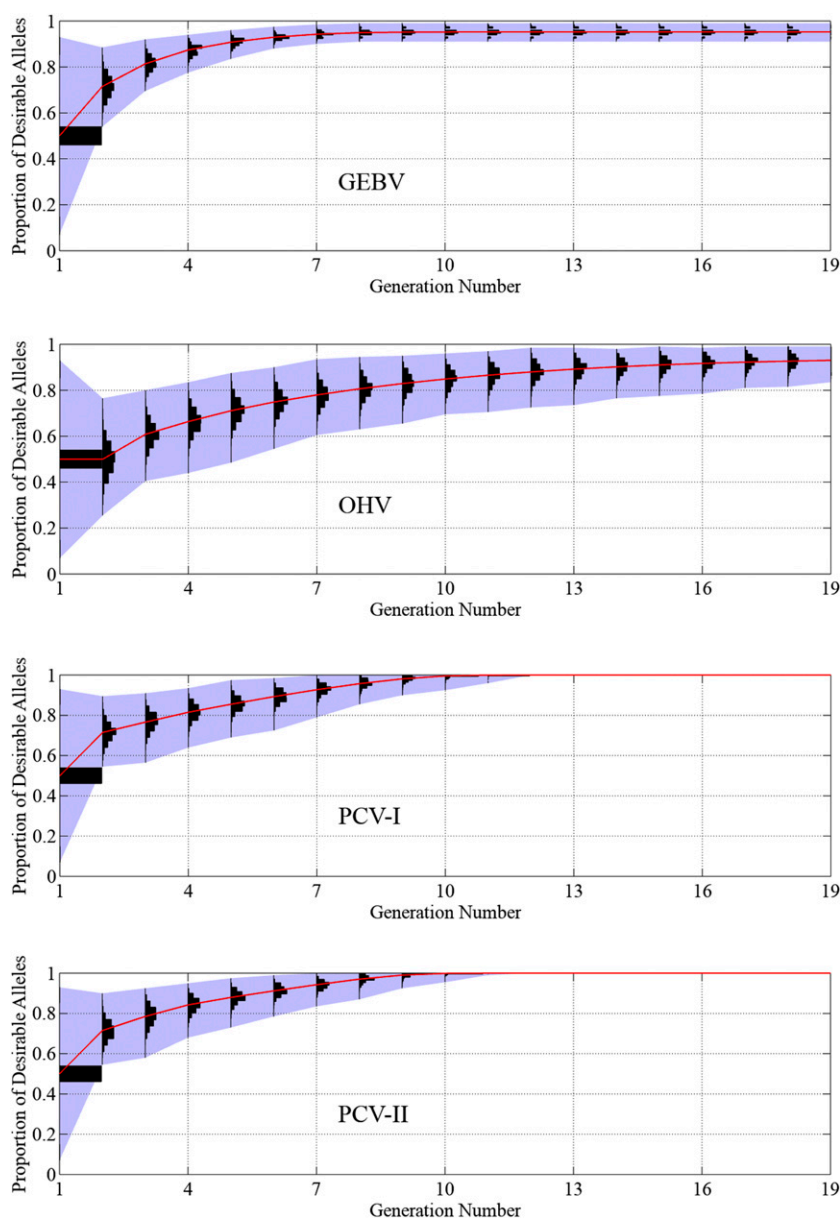 Proportion of Desirable Alleles
1
0.8
0.6
0.4
0.2
0
GEBV
1 4 7 10 13 16 19
Generation Number
Proportion of Desirable Alleles
1
0.8
0.6
0.4
0.2
0
OHV
1 4 7 10 13 16 19
Generation Number
Proportion of Desirable Alleles
1
0.8
0.6
0.4
0.2
0
PCV-I
1 4 7 10 13 16 19
Generation Number
Proportion of Desirable Alleles
1
0.8
0.6
0.4
0.2
0
PCV-II
1 4 7 10 13 16 19
Generation Number